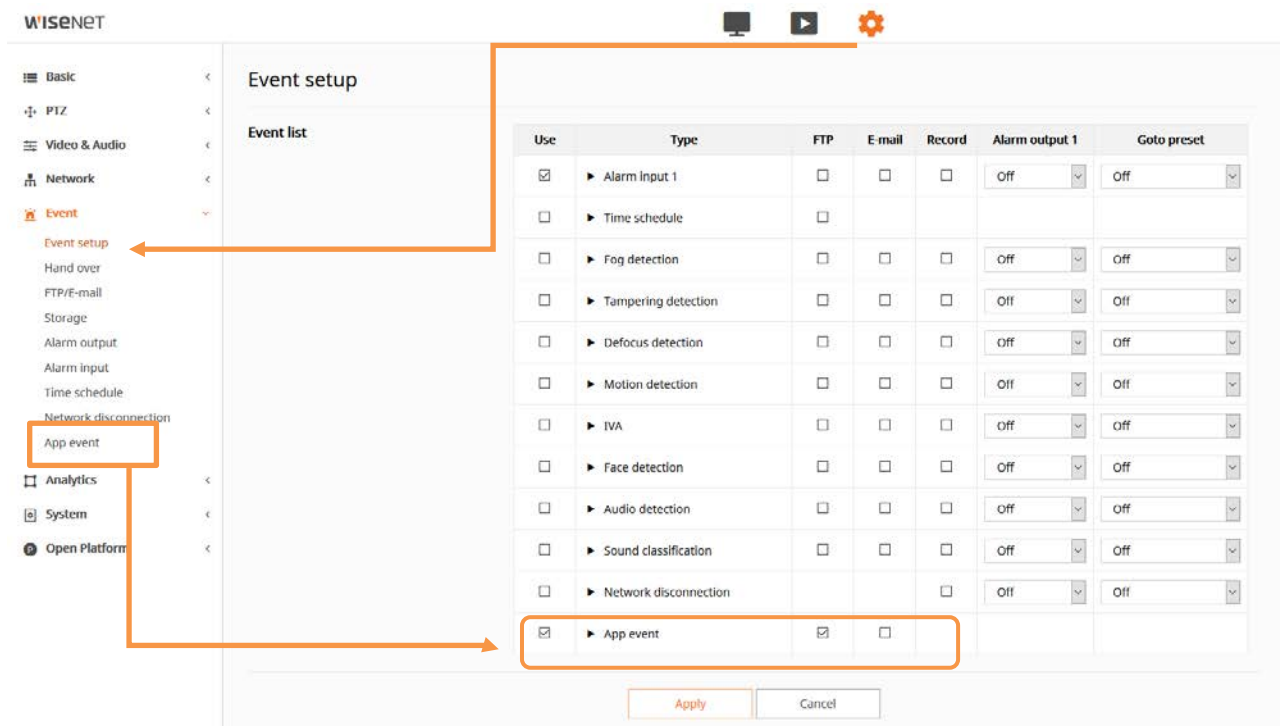 WISENET
Basic
PTZ
Video & Audio
Network
Event
Event setup
Hand over
FTP/E-mail
Storage
Alarm output
Alarm input
Time schedule
Network disconnection
App event
Analytics
System
Open Platform
Event setup
Event list
Use Type FTP E-mail Record Alarm output 1 Goto preset
Alarm input 1 Off Off
Time schedule
Fog detection Off Off
Tampering detection Off Off
Defocus detection Off Off
Motion detection Off Off
IVA Off Off
Face detection Off Off
Audio detection Off Off
Sound classification Off Off
Network disconnection Off Off
App event
Apply Cancel